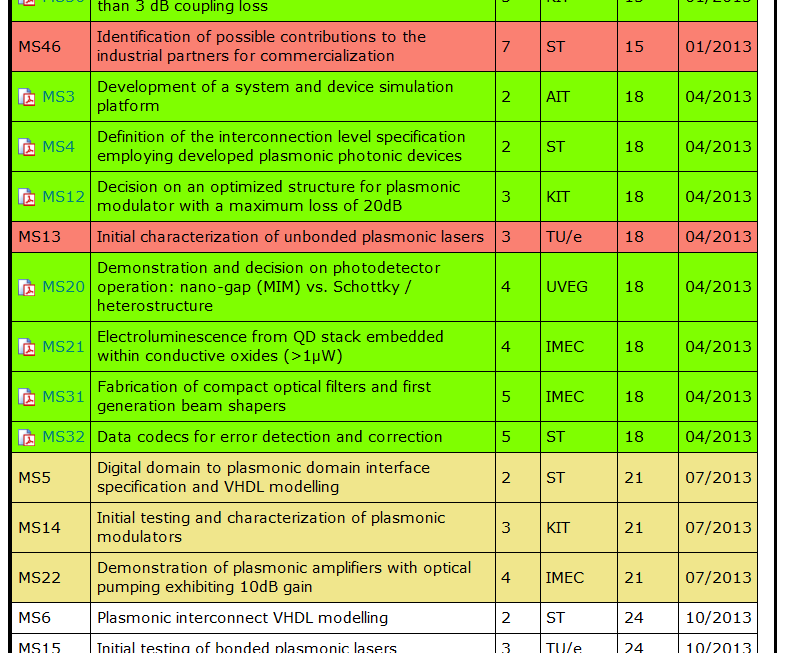 than 3 dB coupling loss
MS46 Identification of possible contributions to the 7 ST 15 01/2013
industrial partners for commercialization
MS3 Development of a system and device simulation 2 AIT 18 04/2013
platform
MS4 Definition of the interconnection level specification 2 ST 18 04/2013
employing developed plasmonic photonic devices
MS12 Decision on an optimized structure for plasmonic 3 KIT 18 04/2013
modulator with a maximum loss of 20dB
MS13 Initial characterization of unbonded plasmonic lasers 3 TU/e 18 04/2013
Demonstration and decision on photodetector
MS20 operation: nano-gap (MIM) vs. Schottky / 4 UVEG 18 04/2013
heterostructure
MS21 Electroluminescence from QD stack embedded 4 IMEC 18 04/2013
within conductive oxides (>1µW)
MS31 Fabrication of compact optical filters and first 5 IMEC 18 04/2013
generation beam shapers
MS32 Data codecs for error detection and correction 5 ST 18 04/2013
MS5 Digital domain to plasmonic domain interface 2 ST 21 07/2013
specification and VHDL modelling
MS14 Initial testing and characterization of plasmonic 3 KIT 21 07/2013
modulators
MS22 Demonstration of plasmonic amplifiers with optical 4 IMEC 21 07/2013
pumping exhibiting 10dB gain
MS6 Plasmonic interconnect VHDL modelling 2 ST 24 10/2013
MS15 Initial testing of bonded plasmonic lasers 3 TU/e 24 10/2013